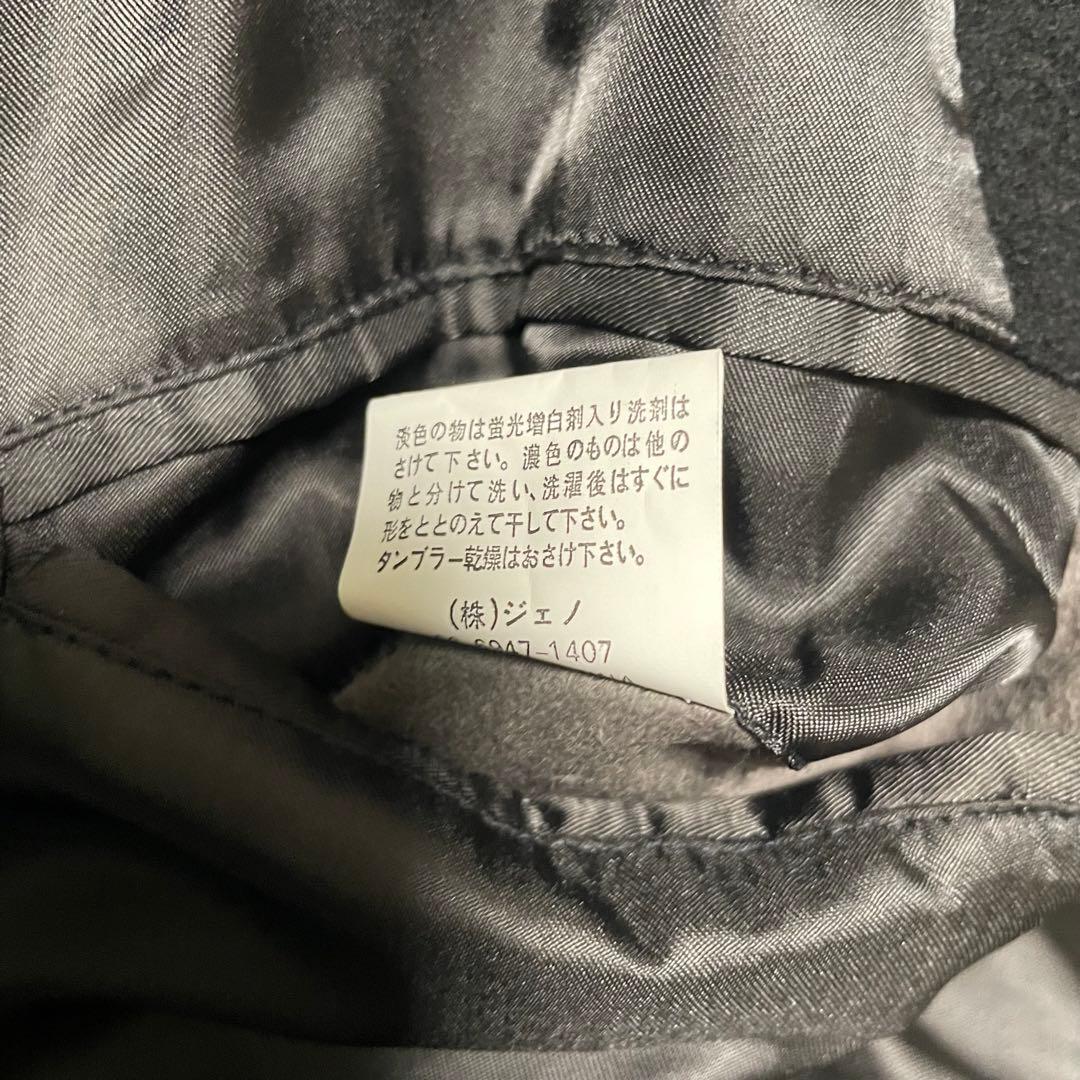 淡色の物は蛍光増白剤入り洗剤は
さけて下さい。濃色のものは他の
物と分けて洗い、洗濯後はすぐに
形をととのえて干して下さい。
タンブラー乾燥はおさけ下さい。
(株)ジェノ
6947-1407